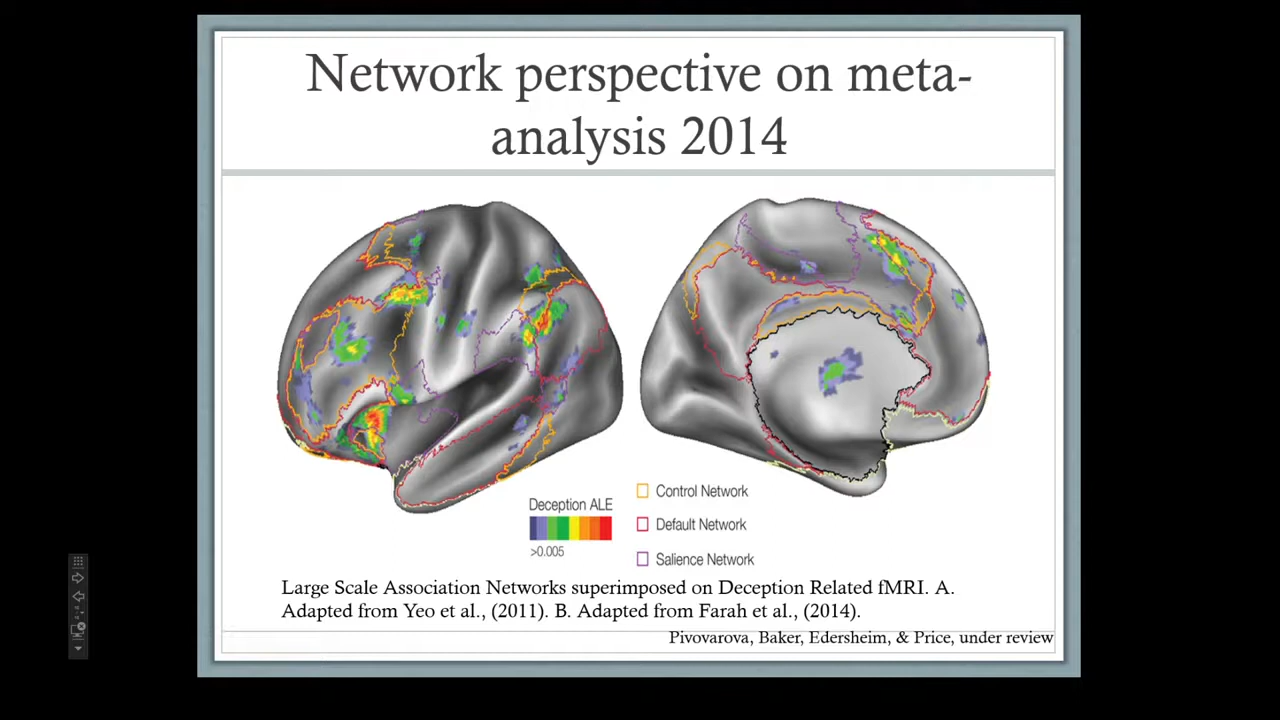 Network perspective on meta-
analysis 2014
Deception ALE
>0.005
Control Network
Default Network
Salience Network
Large Scale Association Networks superimposed on Deception Related fMRI. A.
Adapted from Yeo et al., (2011). B. Adapted from Farah et al., (2014).
Pivovarova, Baker, Edersheim, & Price, under review